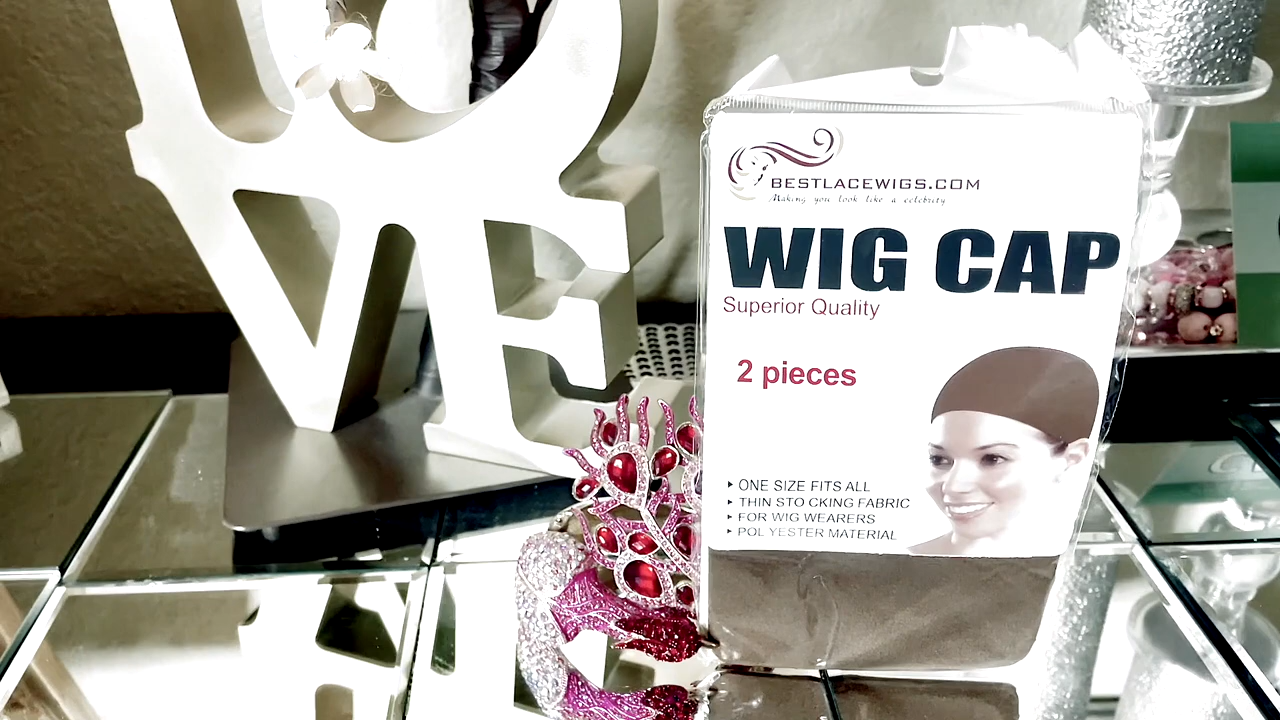 LOVE
BESTLACEWIGS.COM
Making you look like a celebrity
WIG CAP
Superior Quality
2 pieces
ONE SIZE FITS ALL
THIN STO CKING FABRIC
FOR WIG WEARERS
POL YESTER MATERIAL